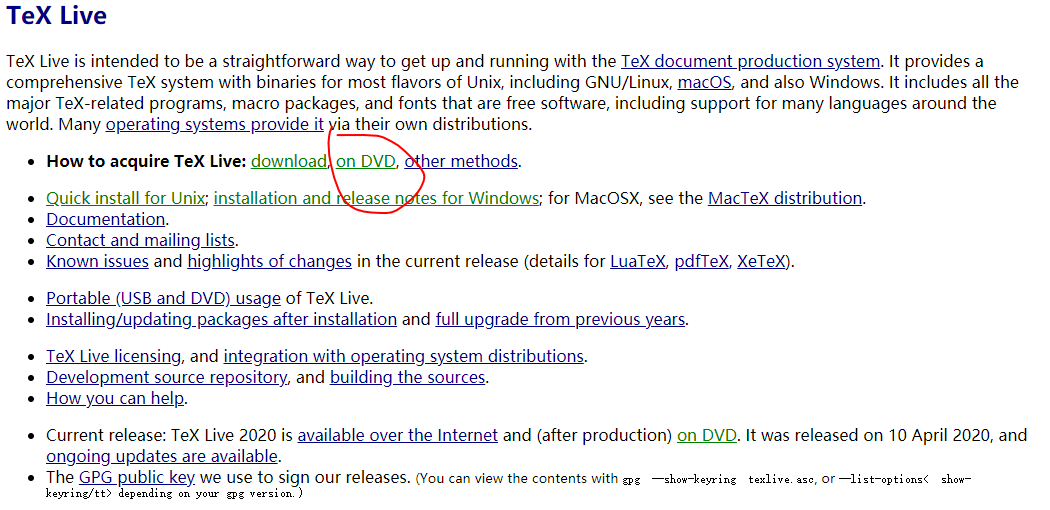 TeX Live
TeX Live is intended to be a straightforward way to get up and running with the TeX document production system. It provides a
comprehensive TeX system with binaries for most flavors of Unix, including GNU/Linux, macOS, and also Windows. It includes all the
major TeX-related programs, macro packages, and fonts that are free software, including support for many languages around the
world. Many operating systems provide it via their own distributions.
• How to acquire TeX Live: download, on DVD, other methods.
• Quick install for Unix; installation and release notes for Windows; for MacOSX, see the MacTeX distribution.
• Documentation.
• Contact and mailing lists.
• Known issues and highlights of changes in the current release (details for LuaTeX, pdfTeX, XeTeX).
• Portable (USB and DVD) usage of TeX Live.
• Installing/updating packages after installation and full upgrade from previous years.
• TeX Live licensing, and integration with operating system distributions.
• Development source repository, and building the sources.
• How you can help.
• Current release: TeX Live 2020 is available over the Internet and (after production) on DVD. It was released on 10 April 2020, and
ongoing updates are available.
• The GPG public key we use to sign our releases. (You can view the contents with gpg --show-keyring texlive.asc, or --list-options< show-
keyring/tt> depending on your gpg version.)